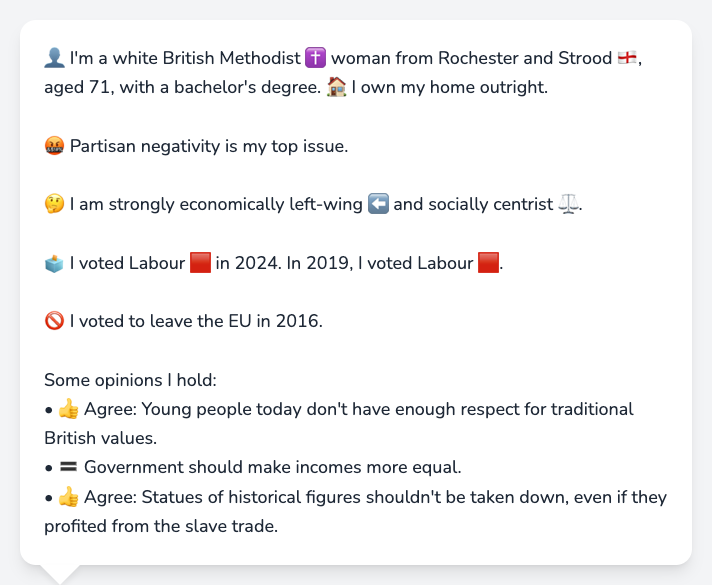 👤 I'm a white British Methodist ✝️ woman from Rochester and Strood 🏴󠁧󠁢󠁥󠁮󠁧󠁿,
aged 71, with a bachelor's degree. 🏠 I own my home outright.
🤬 Partisan negativity is my top issue.
🤔 I am strongly economically left-wing ⬅️ and socially centrist ⚖️.
🗳️ I voted Labour 🟥 in 2024. In 2019, I voted Labour 🟥.
🚫 I voted to leave the EU in 2016.
Some opinions I hold:
• 👍 Agree: Young people today don't have enough respect for traditional
British values.
• 🟰 Government should make incomes more equal.
• 👍 Agree: Statues of historical figures shouldn't be taken down, even if they
profited from the slave trade.